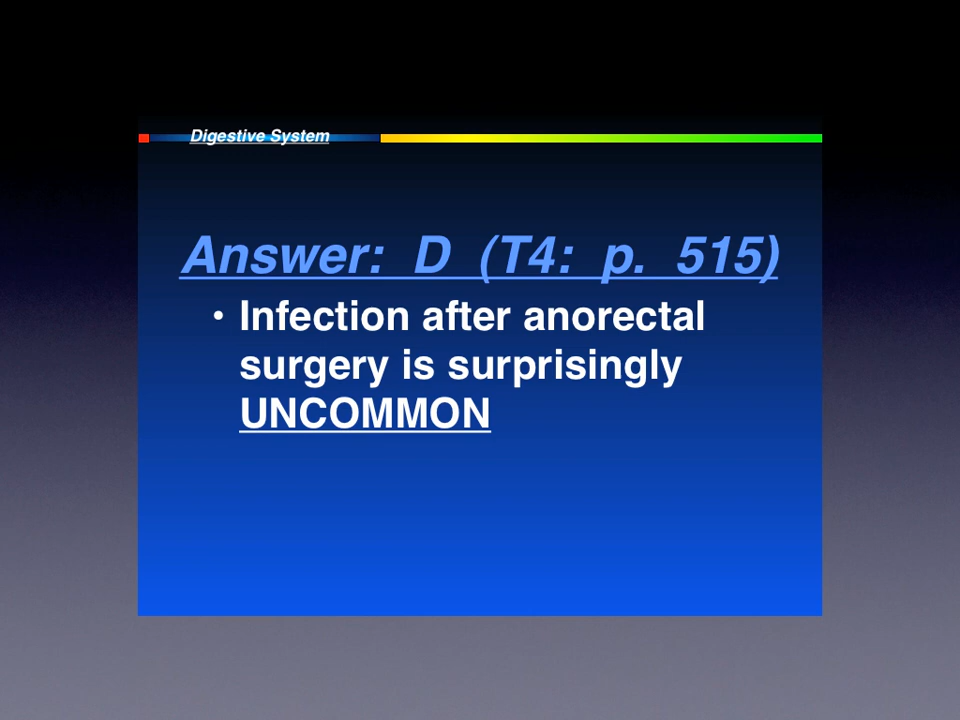 Digestive System
Answer: D (T4: p. 515)
• Infection after anorectal
surgery is surprisingly
UNCOMMON